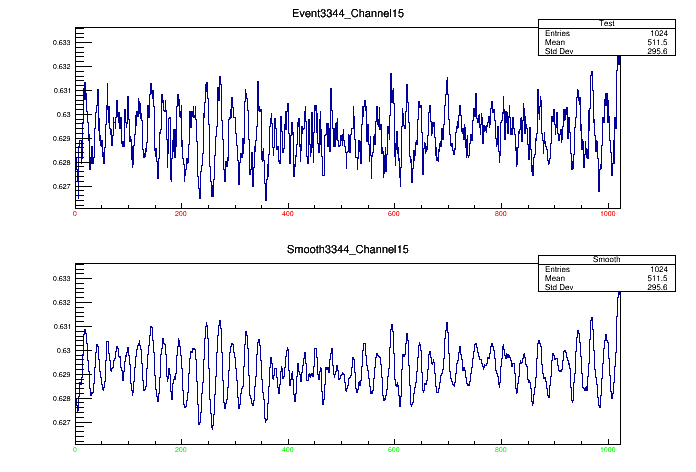 Event3344_Channel15
Test
Entries 1024
Mean 511.5
Std Dev 295.6
0.633
0.632
0.631
0.63
0.629
0.628
0.627
0 200 400 600 800 1000
Smooth3344_Channel15
Smooth
Entries 1024
Mean 511.5
Std Dev 295.6
0.633
0.632
0.631
0.63
0.629
0.628
0.627
0 200 400 600 800 1000